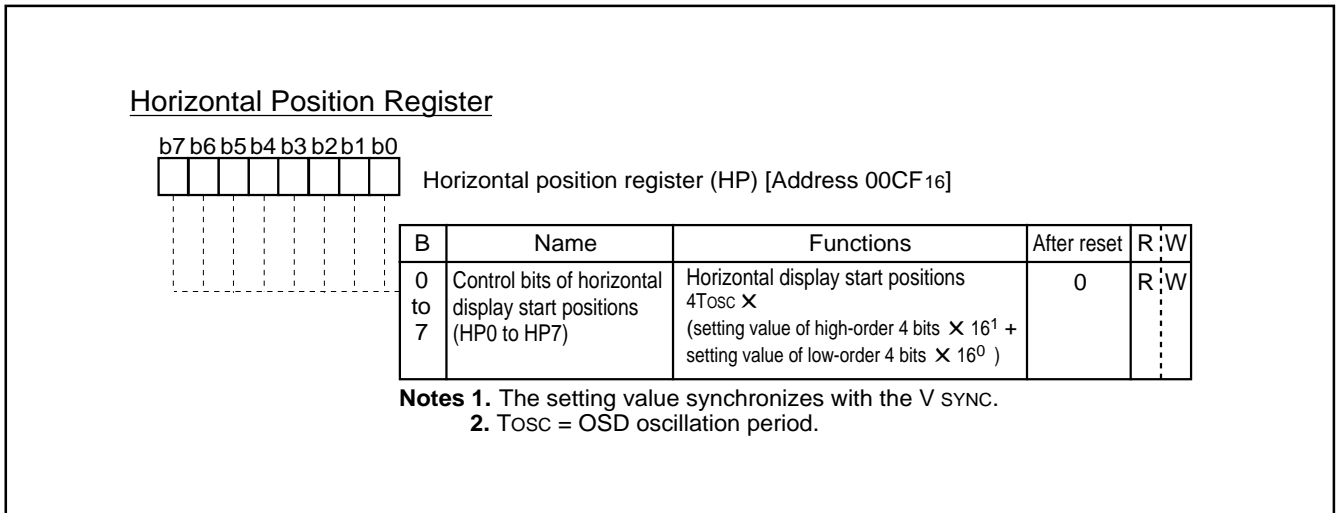 Horizontal Position Register
b7 b6 b5 b4 b3 b2 b1 b0
Horizontal position register (HP) [Address 00CF16]
B Name Functions After reset R W
0 to 7 Control bits of horizontal display start positions (HP0 to HP7) Horizontal display start positions 0 R W
4TOSC ×
(setting value of high-order 4 bits × 16¹ +
setting value of low-order 4 bits × 16⁰ )
Notes 1. The setting value synchronizes with the V SYNC.
2. TOSC = OSD oscillation period.